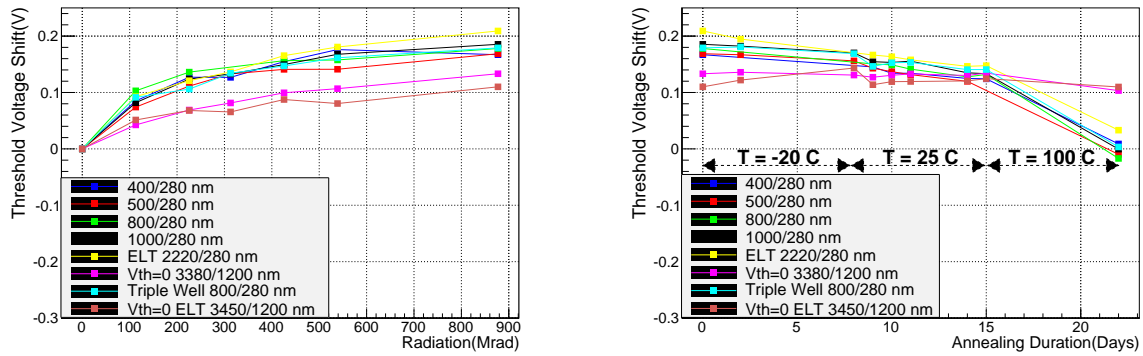 Threshold Voltage Shift(V)
0.2
0.1
0
-0.1
-0.2
-0.3
400/280 nm
500/280 nm
800/280 nm
1000/280 nm
ELT 2220/280 nm
Vth=0 3380/1200 nm
Triple Well 800/280 nm
Vth=0 ELT 3450/1200 nm
0 100 200 300 400 500 600 700 800 900
Radiation(Mrad)
Threshold Voltage Shift(V)
0.2
0.1
0
-0.1
-0.2
-0.3
T = -20 C T = 25 C T = 100 C
400/280 nm
500/280 nm
800/280 nm
1000/280 nm
ELT 2220/280 nm
Vth=0 3380/1200 nm
Triple Well 800/280 nm
Vth=0 ELT 3450/1200 nm
0 5 10 15 20
Annealing Duration(Days)